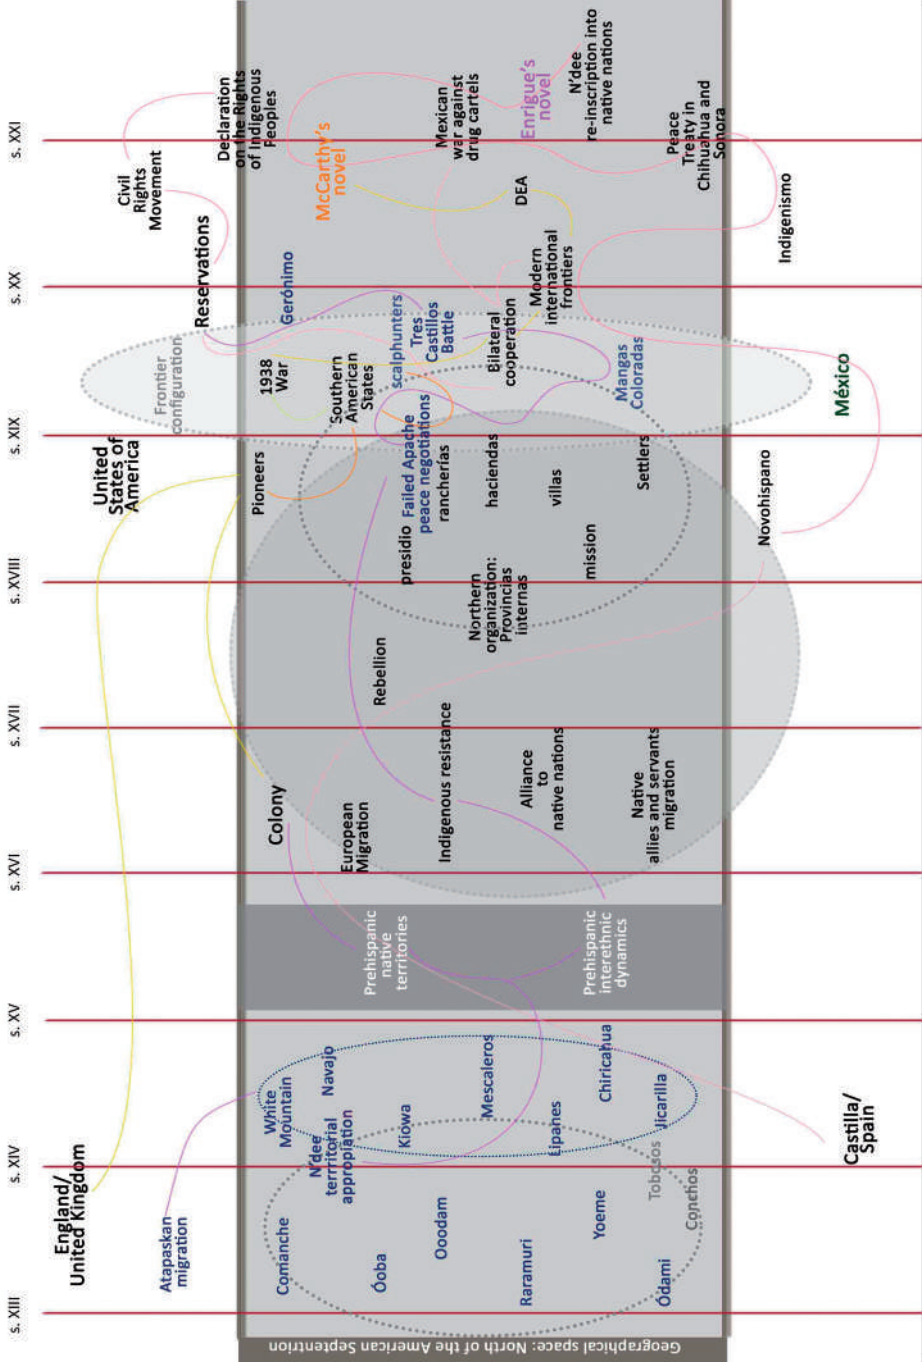 s. XIII
s. XIV
s. XV
s. XVI
s. XVII
s. XVIII
s. XIX
s. XX
s. XXI
England/
United Kingdom
Atapaskan
migration
United
States of
America
Frontier
configuration
Reservations
Civil
Rights
Movement
Declaration
on the Rights
of Indigenous
Peoples
Geographical space: North of the American Septentrion
Comanche
Óoba
Ooodam
Raramuri
Yoeme
Ódami
White
Mountain
N'dee
terrritorial
appropiation
Navajo
Kiowa
Mescaleros
Lipanes
Chiricahua
Jicarilla
Tobosos
Conchos
Prehispanic
native
territories
Prehispanic
interethnic
dynamics
Colony
European
Migration
Indigenous resistance
Alliance
to
native nations
Native
allies and servants
migration
Rebellion
Northern
organization:
Provincias
internas
presidio
mission
Pioneers
Failed Apache
peace negotiations
rancherías
haciendas
villas
Settlers
1938
War
Southern
American
States
scalphunters
Tres
Castillos
Battle
Gerónimo
Bilateral
cooperation
Mangas
Coloradas
Modern
international
frontiers
McCarthy's
novel
DEA
Mexican
war against
drug cartels
Enrigue's
novel
N'dee
re-inscription into
native nations
Peace
Treaty in
Chihuahua and
Sonora
Castilla/
Spain
Novohispano
México
Indigenismo